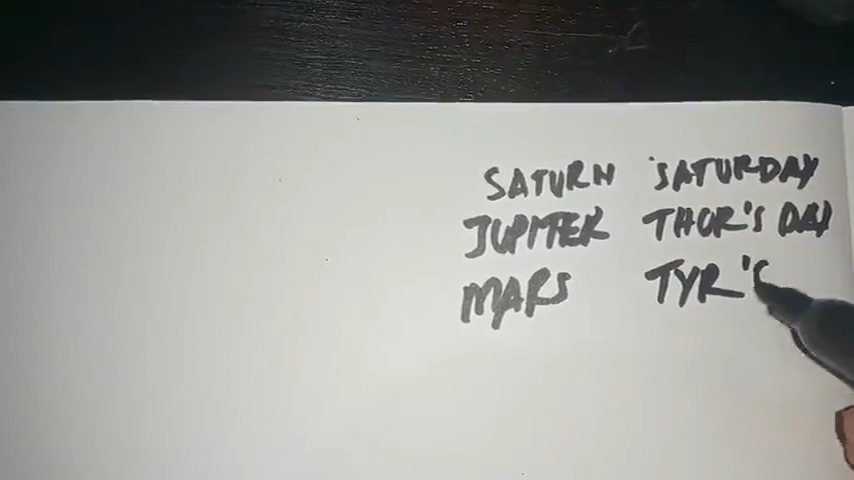 SATURN SATURDAY
JUPITER THOR'S DAY
MARS TYR'S